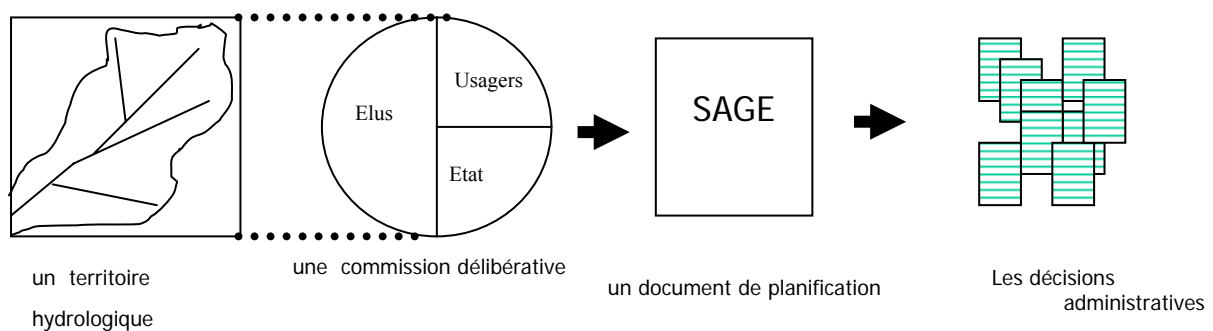 Elus
Usagers
Etat
SAGE
un territoire
hydrologique
une commission délibérative
un document de planification
Les décisions
administratives